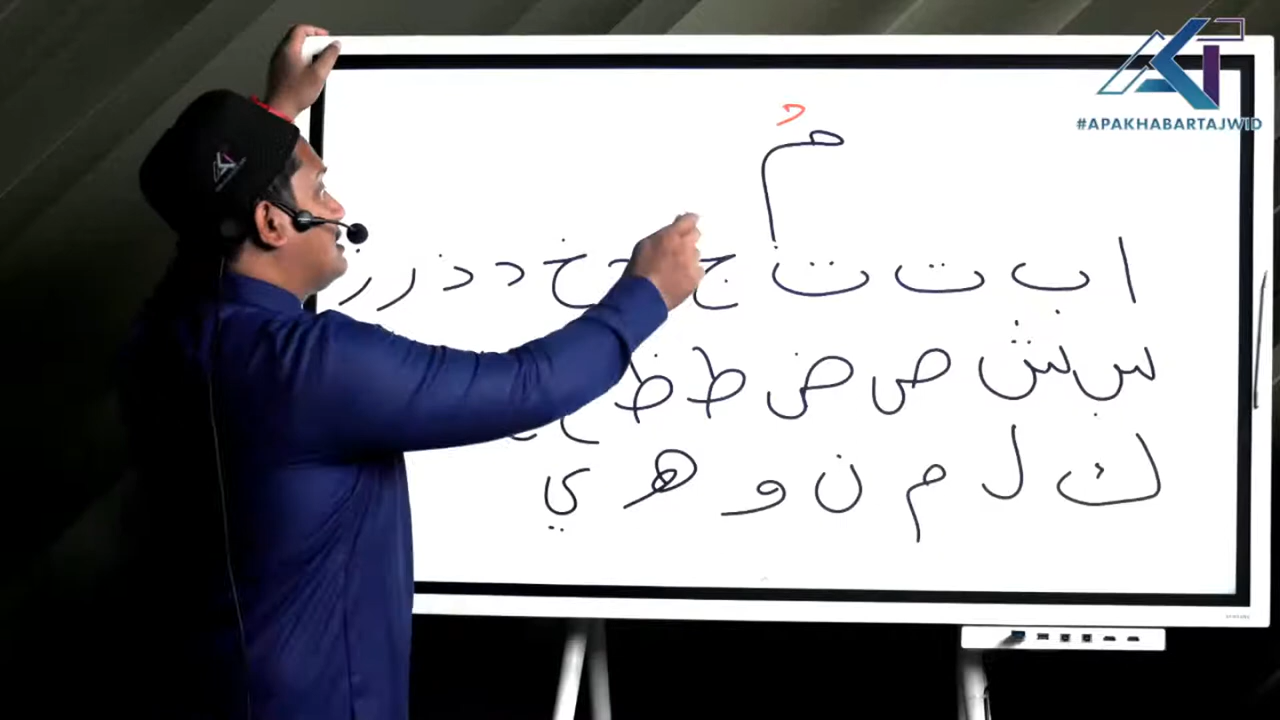 #APAKHABARTAJWID
مْ
ا ب ت ث ج خ د ذ ر ز
س ش ص ض ط ظ
ك ل م ن و ه ي